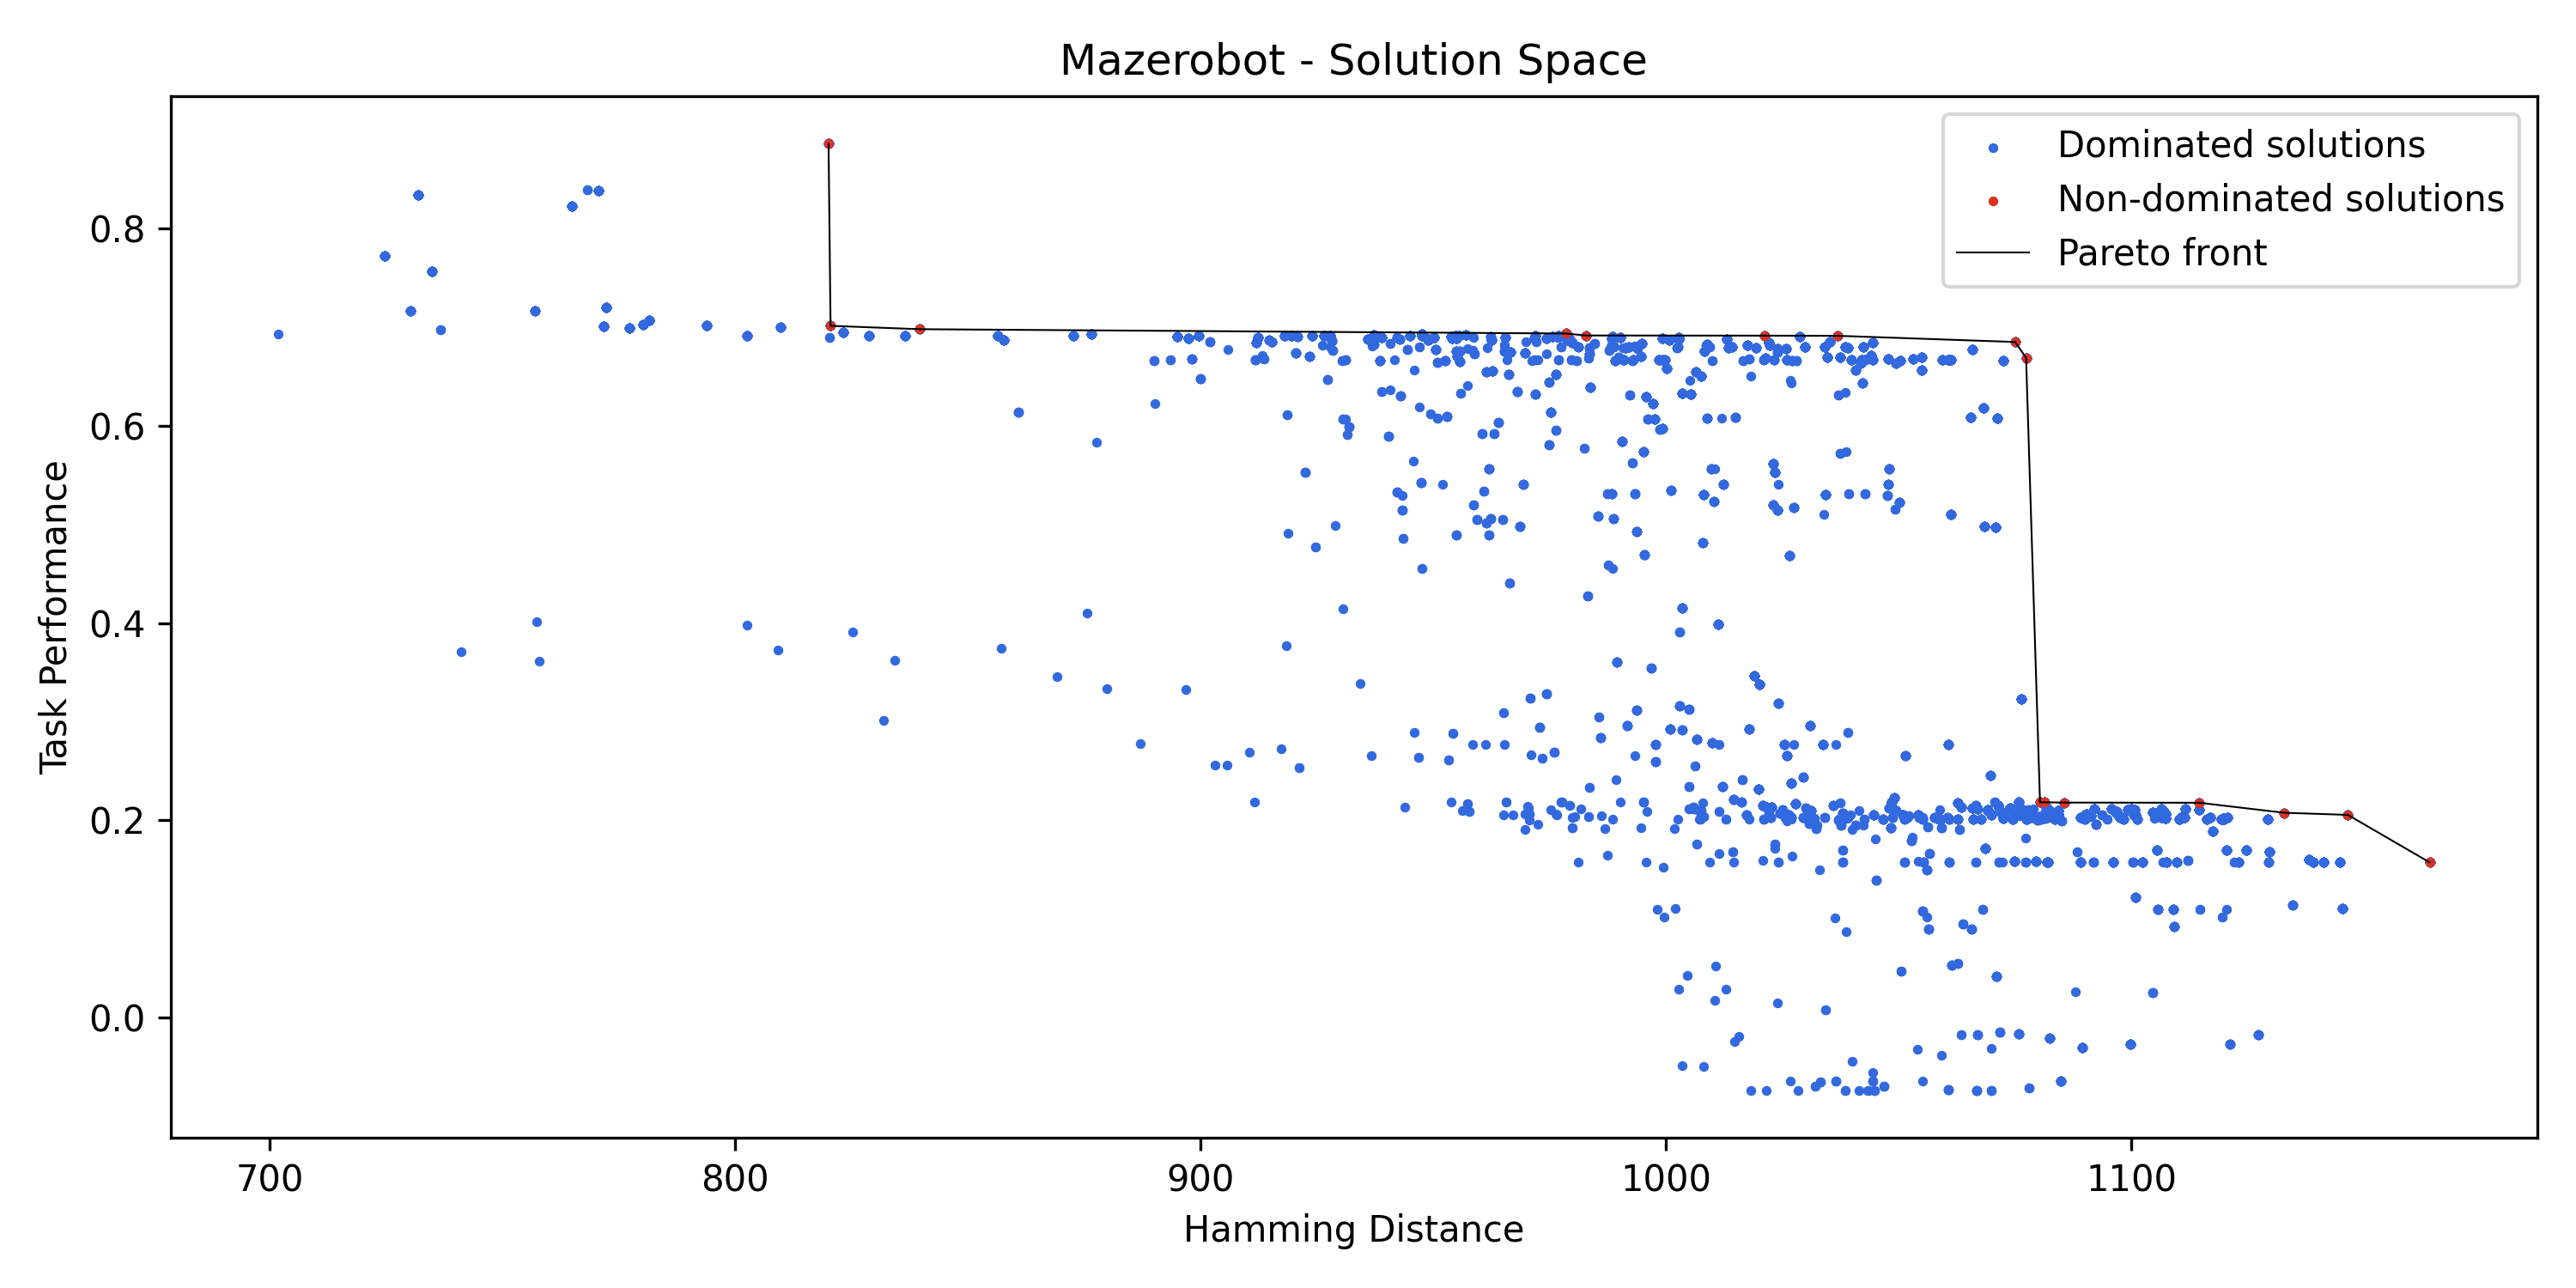 Mazerobot - Solution Space
Dominated solutions
Non-dominated solutions
Pareto front
Task Performance
0.8
0.6
0.4
0.2
0.0
700 800 900 1000 1100
Hamming Distance